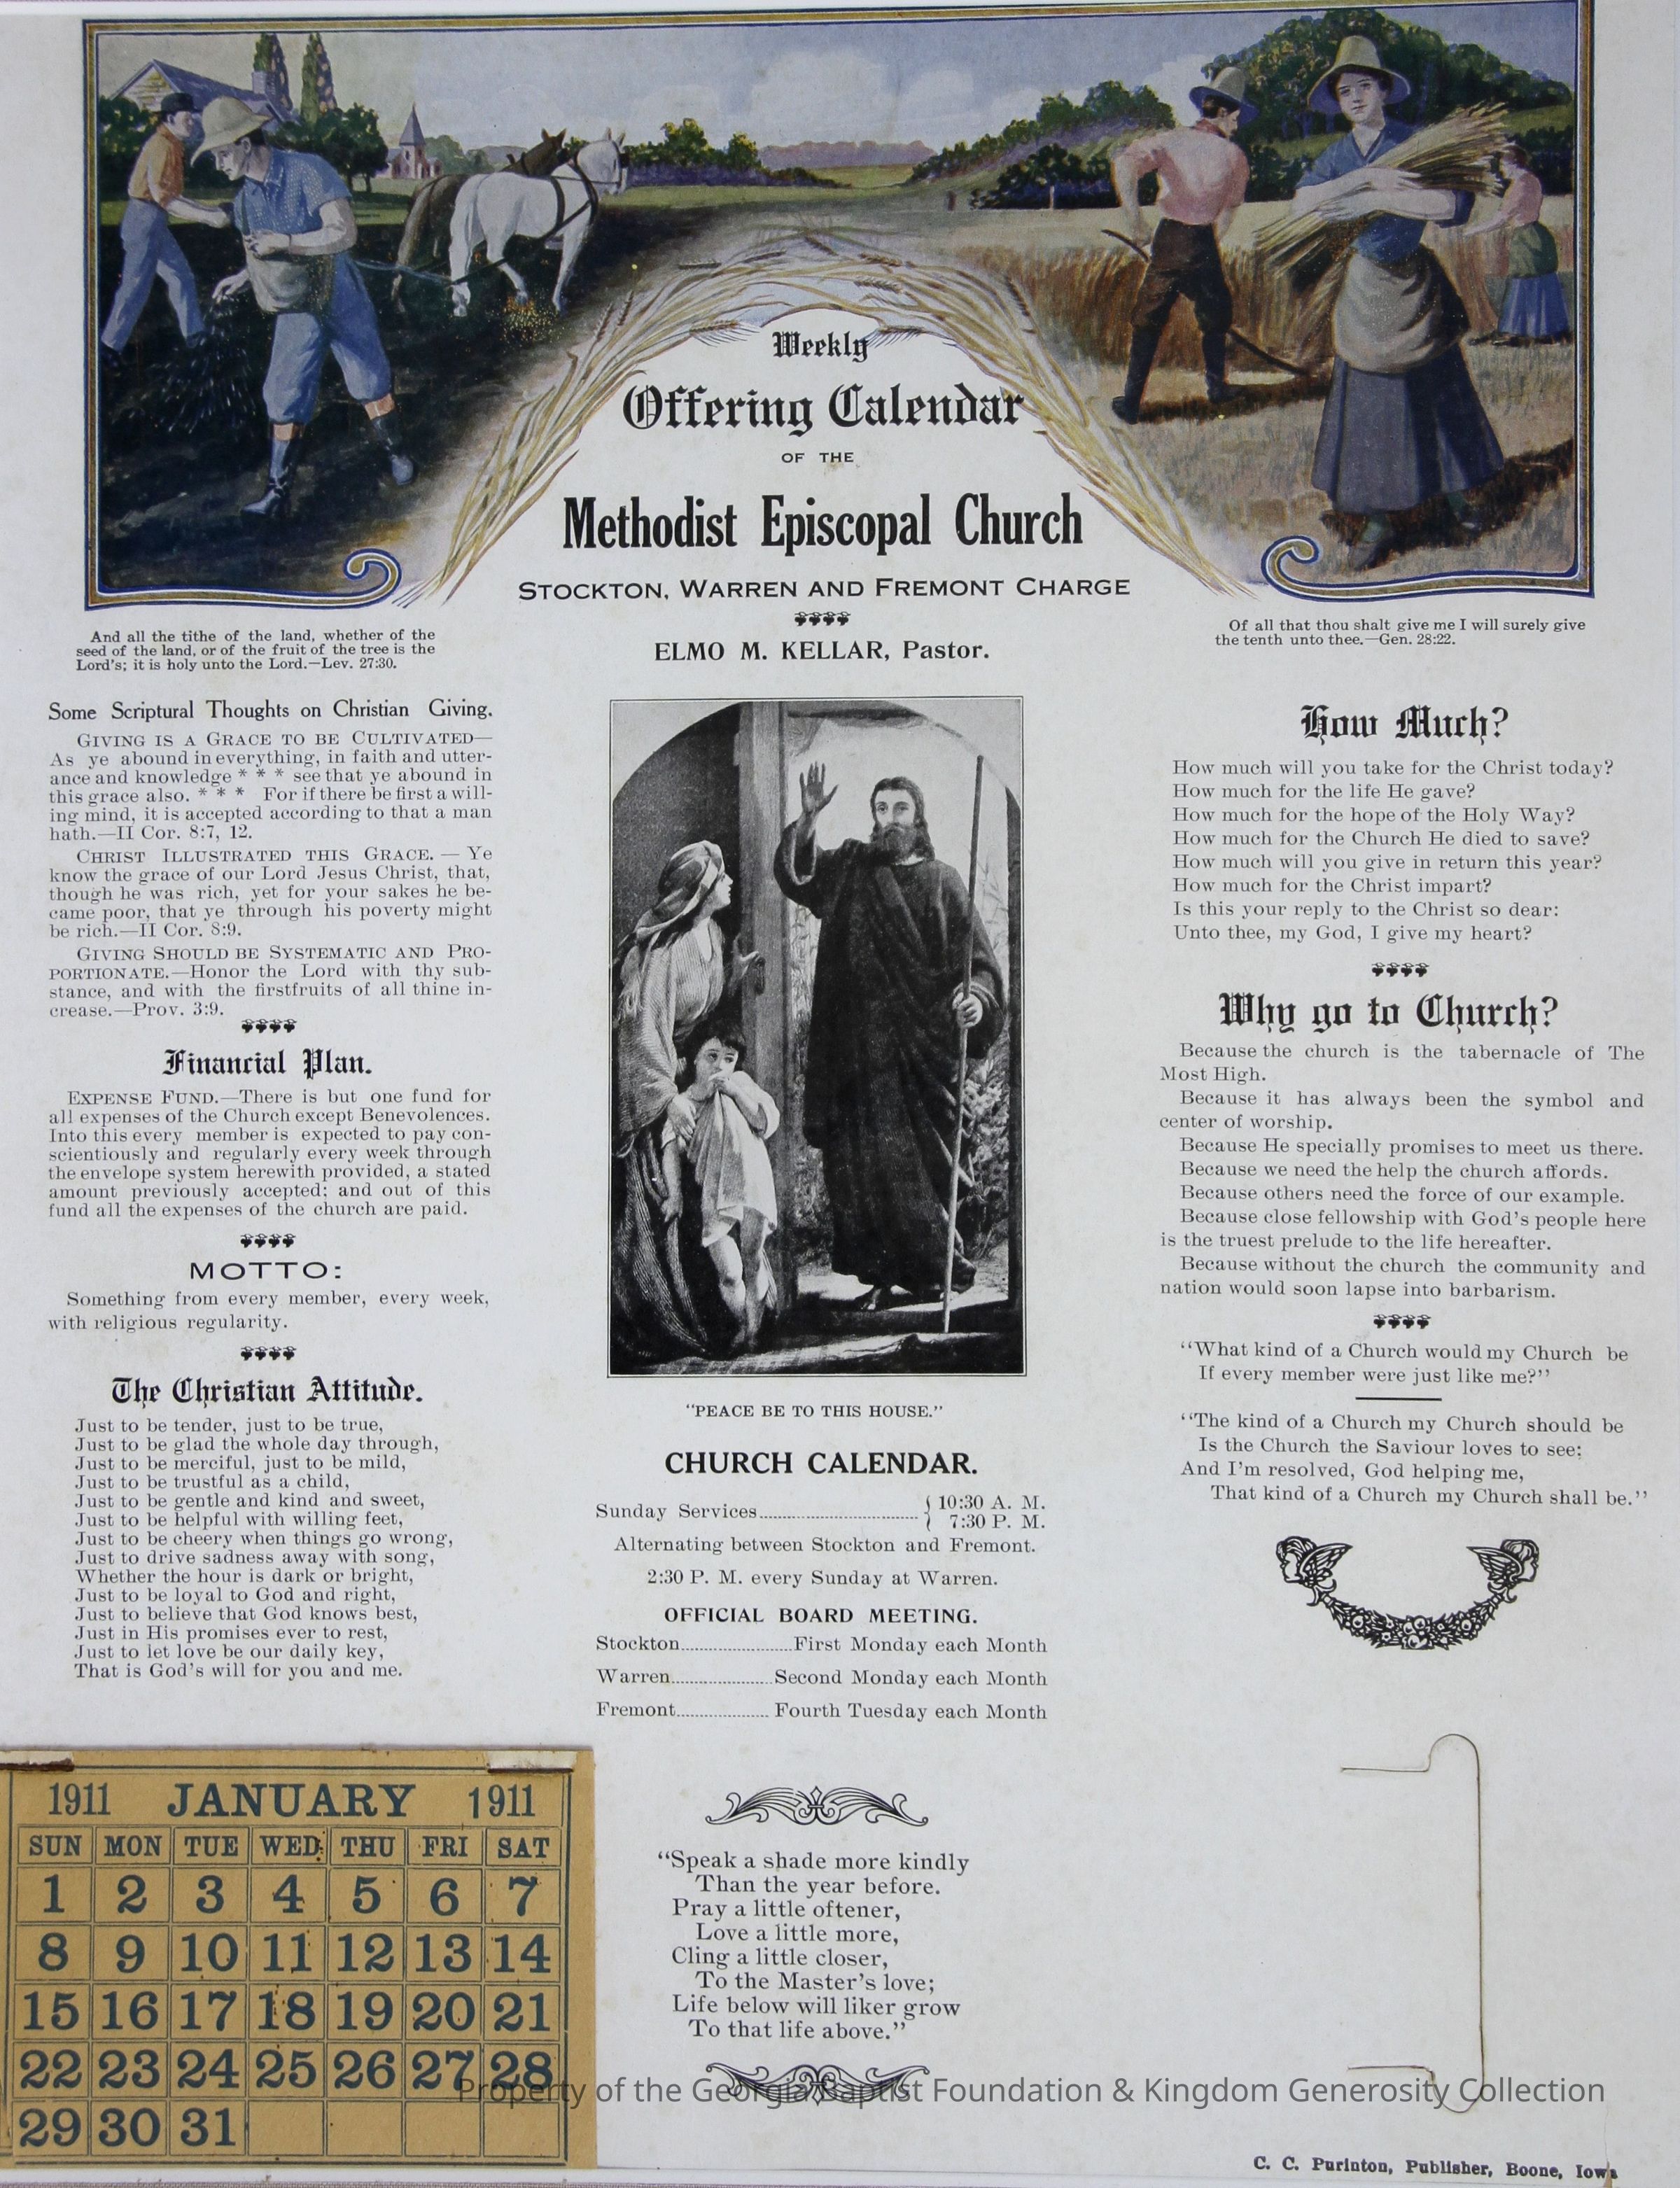 Weekly
Offering Calendar
OF THE
Methodist Episcopal Church
STOCKTON, WARREN AND FREMONT CHARGE
ELMO M. KELLAR, Pastor.
And all the tithe of the land, whether of the
seed of the land, or of the fruit of the tree is the
Lord's; it is holy unto the Lord.—Lev. 27:30.
Of all that thou shalt give me I will surely give
the tenth unto thee.—Gen. 28:22.
Some Scriptural Thoughts on Christian Giving.
GIVING IS A GRACE TO BE CULTIVATED—
As ye abound in everything, in faith and utter-
ance and knowledge * * * see that ye abound in
this grace also. * * * For if there be first a will-
ing mind, it is accepted according to that a man
hath.—II Cor. 8:7, 12.
CHRIST ILLUSTRATED THIS GRACE. — Ye
know the grace of our Lord Jesus Christ, that,
though he was rich, yet for your sakes he be-
came poor, that ye through his poverty might
be rich.—II Cor. 8:9.
GIVING SHOULD BE SYSTEMATIC AND PRO-
PORTIONATE.—Honor the Lord with thy sub-
stance, and with the firstfruits of all thine in-
crease.—Prov. 3:9.
Financial Plan.
EXPENSE FUND.—There is but one fund for
all expenses of the Church except Benevolences.
Into this every member is expected to pay con-
scientiously and regularly every week through
the envelope system herewith provided, a stated
amount previously accepted; and out of this
fund all the expenses of the church are paid.
MOTTO:
Something from every member, every week,
with religious regularity.
The Christian Attitude.
Just to be tender, just to be true,
Just to be glad the whole day through,
Just to be merciful, just to be mild,
Just to be trustful as a child,
Just to be gentle and kind and sweet,
Just to be helpful with willing feet,
Just to be cheery when things go wrong,
Just to drive sadness away with song,
Whether the hour is dark or bright,
Just to be loyal to God and right,
Just to believe that God knows best,
Just in His promises ever to rest,
Just to let love be our daily key,
That is God's will for you and me.
"PEACE BE TO THIS HOUSE."
CHURCH CALENDAR.
Sunday Services { 10:30 A. M.
{ 7:30 P. M.
Alternating between Stockton and Fremont.
2:30 P. M. every Sunday at Warren.
OFFICIAL BOARD MEETING.
Stockton First Monday each Month
Warren Second Monday each Month
Fremont Fourth Tuesday each Month
"Speak a shade more kindly
Than the year before.
Pray a little oftener,
Love a little more,
Cling a little closer,
To the Master's love;
Life below will liker grow
To that life above."
How Much?
How much will you take for the Christ today?
How much for the life He gave?
How much for the hope of the Holy Way?
How much for the Church He died to save?
How much will you give in return this year?
How much for the Christ impart?
Is this your reply to the Christ so dear:
Unto thee, my God, I give my heart?
Why go to Church?
Because the church is the tabernacle of The
Most High.
Because it has always been the symbol and
center of worship.
Because He specially promises to meet us there.
Because we need the help the church affords.
Because others need the force of our example.
Because close fellowship with God's people here
is the truest prelude to the life hereafter.
Because without the church the community and
nation would soon lapse into barbarism.
"What kind of a Church would my Church be
If every member were just like me?"
"The kind of a Church my Church should be
Is the Church the Saviour loves to see;
And I'm resolved, God helping me,
That kind of a Church my Church shall be."
1911 JANUARY 1911
SUN MON TUE WED THU FRI SAT
1 2 3 4 5 6 7
8 9 10 11 12 13 14
15 16 17 18 19 20 21
22 23 24 25 26 27 28
29 30 31
Property of the Georgia Baptist Foundation & Kingdom Generosity Collection
C. C. Purinton, Publisher, Boone, Iowa